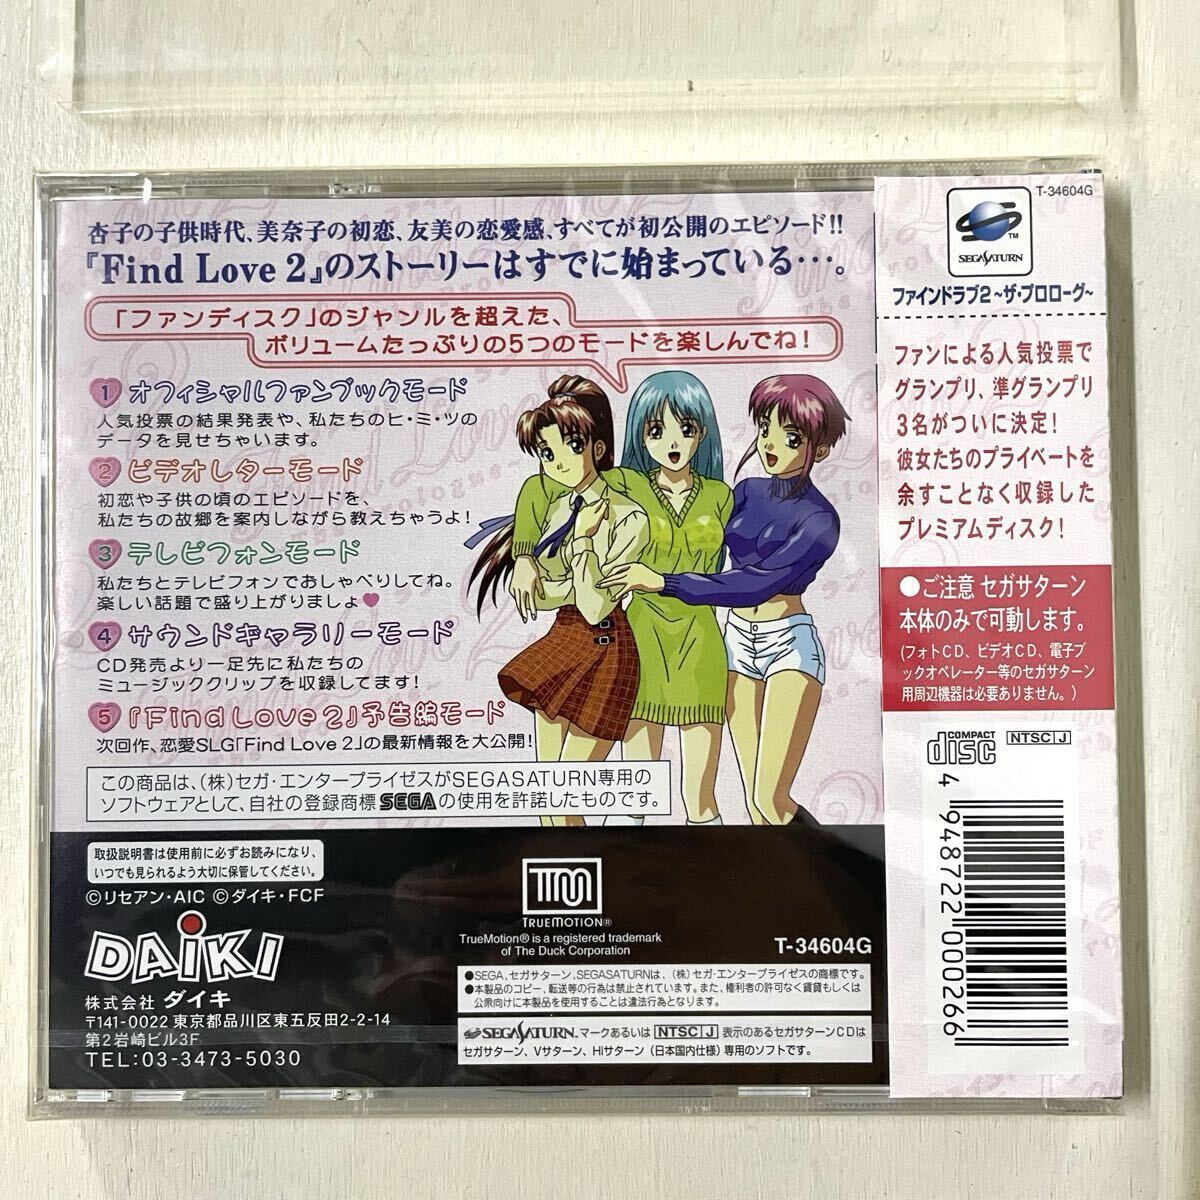 杏子の子供時代、美奈子の初恋、友美の恋愛感、すべてが初公開のエピソード!!
『Find Love 2』のストーリーはすでに始まっている・・・。
「ファンディスク」のジャンルを超えた、
ボリュームたっぷりの5つのモードを楽しんでね！
1 オフィシャルファンブックモード
人気投票の結果発表や、私たちのヒ・ミ・ツの
データを見せちゃいます。
2 ビデオレターモード
初恋や子供の頃のエピソードを、
私たちの故郷を案内しながら教えちゃうよ！
3 テレビフォンモード
私たちとテレビフォンでおしゃべりしてね。
楽しい話題で盛り上がりましょ♥
4 サウンドギャラリーモード
CD発売より一足先に私たちの
ミュージッククリップを収録してます！
5 『Find Love 2』予告編モード
次回作、恋愛SLG「Find Love 2」の最新情報を大公開！
この商品は、（株）セガ・エンタープライゼスがSEGASATURN専用の
ソフトウェアとして、自社の登録商標 SEGA の使用を許諾したものです。
取扱説明書は使用前に必ずお読みになり、
いつでも見られるよう大切に保管してください。
©リセアン・AIC ©ダイキ・FCF
DAiKI
株式会社 ダイキ
〒141-0022 東京都品川区東五反田2-2-14
第2岩崎ビル3F
TEL:03-3473-5030
TM
TRUEMOTION®
TrueMotion® is a registered trademark
of The Duck Corporation
T-34604G
●SEGA、セガサターン、SEGASATURNは、（株）セガ・エンタープライゼスの商標です。
●本製品のコピー、転送等の行為は禁止されています。また、権利者の許可なく賃貸もしくは
公衆向けに本製品を使用することは違法行為となります。
SEGASATURN™ マークあるいは NTSC J 表示のあるセガサターンCDは
セガサターン、Vサターン、Hiサターン（日本国内仕様）専用のソフトです。
T-34604G
TM
SEGASATURN
ファインドラブ2〜ザ・プロローグ〜
ファンによる人気投票で
グランプリ、準グランプリ
3名がついに決定！
彼女たちのプライベートを
余すことなく収録した
プレミアムディスク！
●ご注意 セガサターン
本体のみで可動します。
(フォトCD、ビデオCD、電子ブ
ックオペレーター等のセガサターン
用周辺機器は必要ありません。)
COMPACT
disc
NTSC J
4 948722 000266